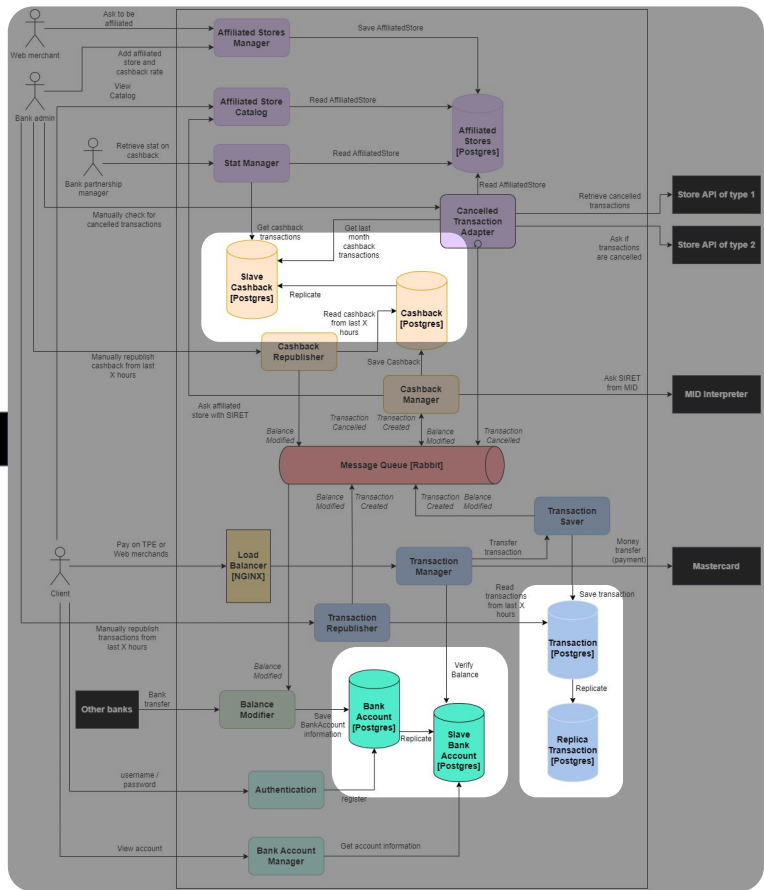 Ask to be
affiliated
Web merchant
Affiliated Stores
Manager
Save AffiliatedStore
Add affiliated
store and
cashback rate
View
Catalog
Bank admin
Affiliated Store
Catalog
Read AffiliatedStore
Affiliated
Stores
[Postgres]
Retrieve stat on
cashback
Bank partnership
manager
Stat Manager
Read AffiliatedStore
Read AffiliatedStore
Retrieve cancelled
transactions
Store API of type 1
Manually check for
cancelled transactions
Cancelled
Transaction
Adapter
Ask if
transactions
are cancelled
Store API of type 2
Get cashback
transactions
Get last
month
cashback
transactions
Slave
Cashback
[Postgres]
Replicate
Cashback
[Postgres]
Read cashback
from last X
hours
Manually republish
cashback from last
X hours
Cashback
Republisher
Save Cashback
Cashback
Manager
Ask SIRET
from MID
MID Interpreter
Ask affiliated
store with SIRET
Balance
Modified
Transaction
Cancelled
Transaction
Created
Balance
Modified
Transaction
Cancelled
Message Queue [Rabbit]
Balance
Modified
Transaction
Created
Transaction
Created
Balance
Modified
Transaction
Saver
Pay on TPE or
Web merchands
Client
Load
Balancer
[NGINX]
Transaction
Manager
Transfer
transaction
Money
transfer
(payment)
Mastercard
Read
transactions
from last X
hours
Save transaction
Manually republish
transactions from
last X hours
Transaction
Republisher
Transaction
[Postgres]
Balance
Modified
Verify
Balance
Replicate
Other banks
Bank
transfer
Balance
Modifier
Save
BankAccount
information
Bank
Account
[Postgres]
Replicate
Slave
Bank
Account
[Postgres]
Replica
Transaction
[Postgres]
username /
password
Authentication
register
View account
Bank Account
Manager
Get account information